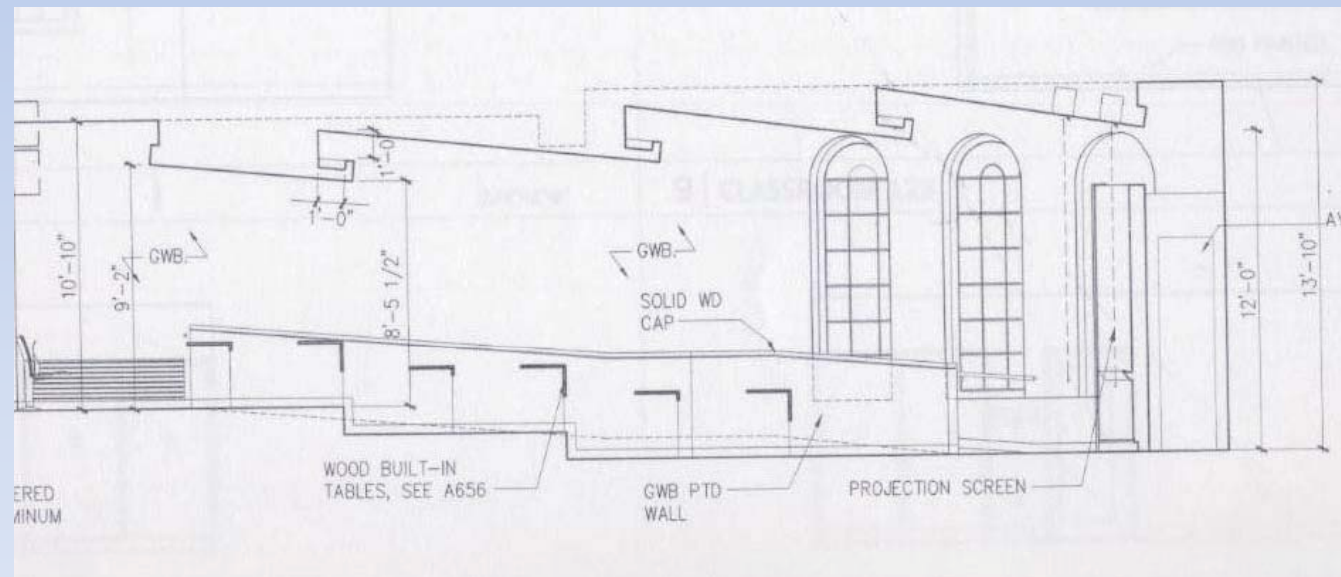 1'-0"
1'-0"
10'-10"
9'-2"
GWB.
8'-5 1/2"
GWB.
SOLID WD
CAP
12'-0"
13'-10"
WOOD BUILT-IN
TABLES, SEE A656
GWB PTD
WALL
PROJECTION SCREEN
ERED
MINUM